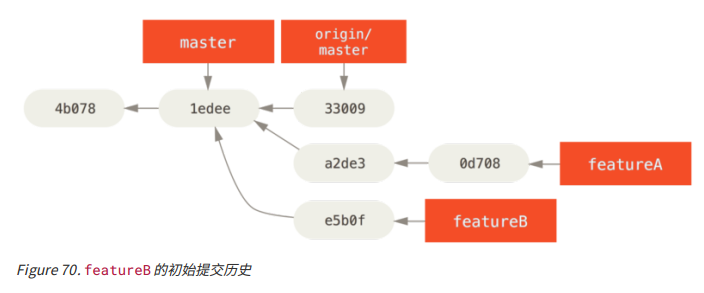 master
origin/
master
4b078
1edee
33009
a2de3
0d708
featureA
e5b0f
featureB
Figure 70. featureB 的初始提交历史